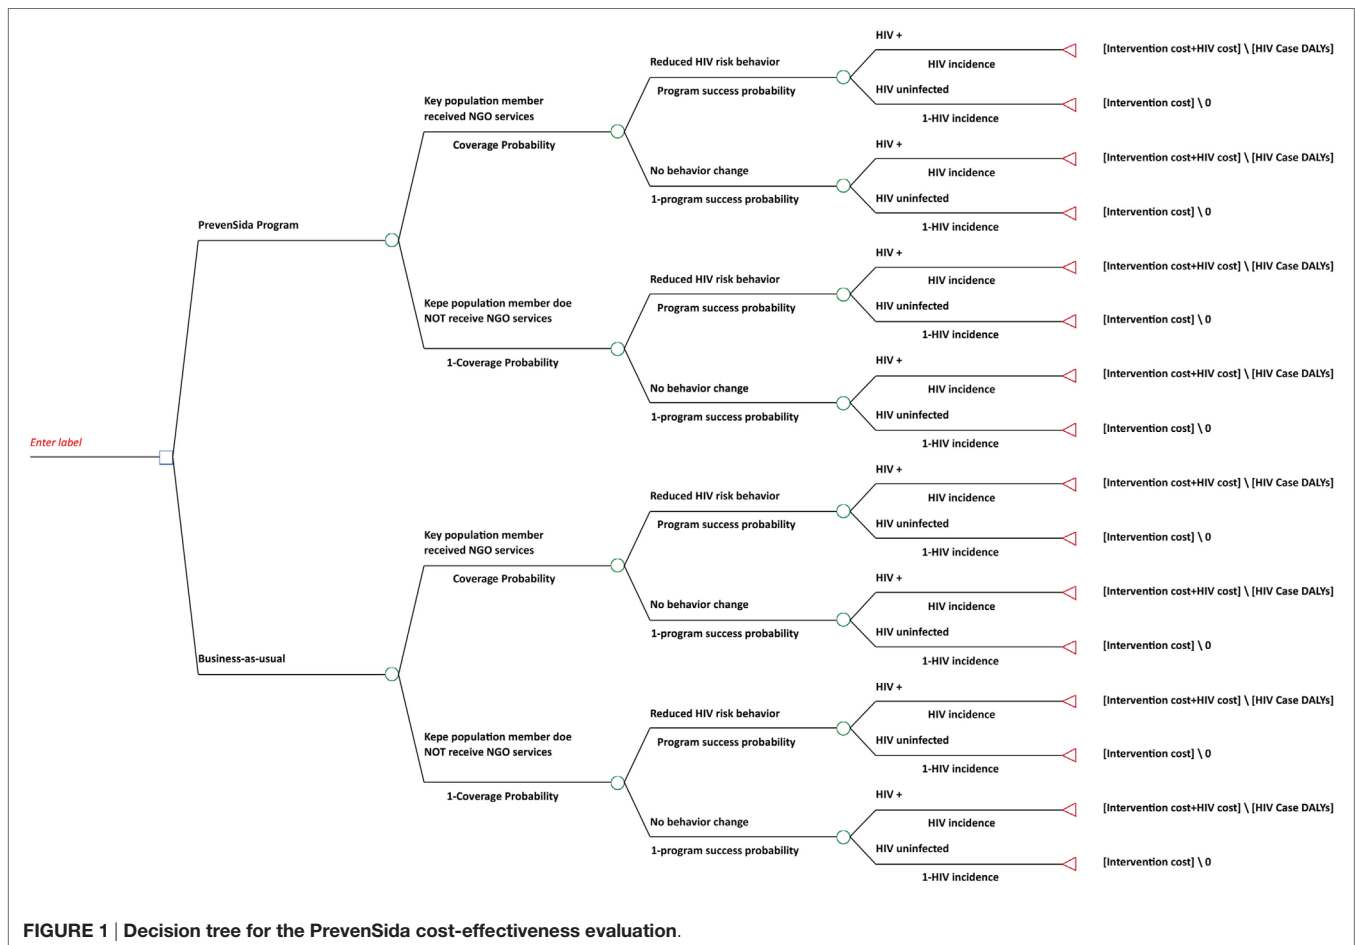 HIV +
[Intervention cost+HIV cost] \ [HIV Case DALYs]
Reduced HIV risk behavior
HIV incidence
Program success probability
HIV uninfected
[Intervention cost] \ 0
Key population member
received NGO services
1-HIV incidence
Coverage Probability
HIV +
[Intervention cost+HIV cost] \ [HIV Case DALYs]
No behavior change
HIV incidence
1-program success probability
HIV uninfected
[Intervention cost] \ 0
PrevenSida Program
1-HIV incidence
HIV +
[Intervention cost+HIV cost] \ [HIV Case DALYs]
Reduced HIV risk behavior
HIV incidence
Kepe population member doe
NOT receive NGO services
Program success probability
HIV uninfected
[Intervention cost] \ 0
1-HIV incidence
1-Coverage Probability
HIV +
[Intervention cost+HIV cost] \ [HIV Case DALYs]
No behavior change
HIV incidence
1-program success probability
HIV uninfected
[Intervention cost] \ 0
Enter label
1-HIV incidence
HIV +
[Intervention cost+HIV cost] \ [HIV Case DALYs]
Reduced HIV risk behavior
HIV incidence
Program success probability
HIV uninfected
[Intervention cost] \ 0
Key population member
received NGO services
1-HIV incidence
Coverage Probability
HIV +
[Intervention cost+HIV cost] \ [HIV Case DALYs]
No behavior change
HIV incidence
1-program success probability
HIV uninfected
[Intervention cost] \ 0
Business-as-usual
1-HIV incidence
HIV +
[Intervention cost+HIV cost] \ [HIV Case DALYs]
Reduced HIV risk behavior
HIV incidence
Kepe population member doe
NOT receive NGO services
Program success probability
HIV uninfected
[Intervention cost] \ 0
1-HIV incidence
1-Coverage Probability
HIV +
[Intervention cost+HIV cost] \ [HIV Case DALYs]
No behavior change
HIV incidence
1-program success probability
HIV uninfected
[Intervention cost] \ 0
1-HIV incidence
FIGURE 1 | Decision tree for the PrevenSida cost-effectiveness evaluation.